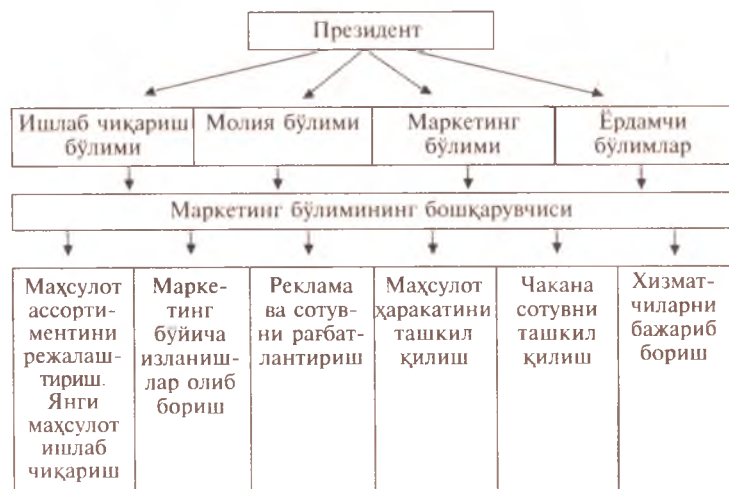 Президент
Ишлаб чиқариш
бўлими
Молия бўлими
Маркетинг
бўлими
Ёрдамчи
бўлимлар
Маркетинг бўлимининг бошқарувчиси
Маҳсулот
ассорти-
ментини
режалаш-
тириш.
Янги
маҳсулот
ишлаб
чиқариш
Марке-
тинг
бўйича
изланиш-
лар олиб
бориш
Реклама
ва сотув-
ни рағбат-
лантириш
Маҳсулот
ҳаракатини
ташкил
қилиш
Чакана
сотувни
ташкил
қилиш
Хизмат-
чиларни
бажариб
бориш